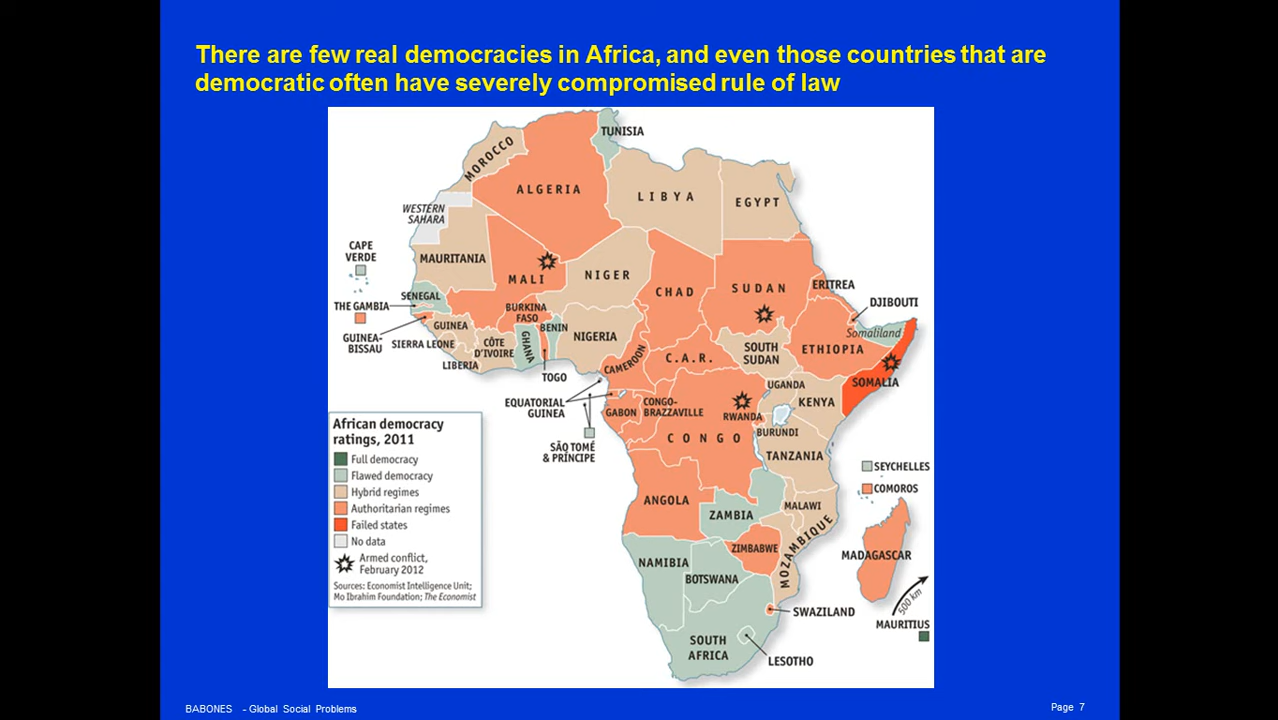 There are few real democracies in Africa, and even those countries that are
democratic often have severely compromised rule of law
TUNISIA
MOROCCO
ALGERIA
LIBYA
EGYPT
WESTERN
SAHARA
CAPE
VERDE
MAURITANIA
MALI
NIGER
CHAD
SUDAN
ERITREA
DJIBOUTI
SENEGAL
THE GAMBIA
BURKINA
FASO
GUINEA-
BISSAU
GUINEA
SIERRA LEONE
CÔTE
D'IVOIRE
GHANA
BENIN
NIGERIA
Somaliland
ETHIOPIA
SOUTH
SUDAN
C.A.R.
CAMEROON
LIBERIA
TOGO
SOMALIA
EQUATORIAL
GUINEA
GABON
CONGO-
BRAZZAVILLE
CONGO
RWANDA
UGANDA
KENYA
BURUNDI
SÃO TOMÉ
& PRÍNCIPE
TANZANIA
SEYCHELLES
COMOROS
ANGOLA
ZAMBIA
MALAWI
MOZAMBIQUE
ZIMBABWE
MADAGASCAR
NAMIBIA
BOTSWANA
SWAZILAND
500 km
MAURITIUS
SOUTH
AFRICA
LESOTHO
African democracy
ratings, 2011
Full democracy
Flawed democracy
Hybrid regimes
Authoritarian regimes
Failed states
No data
Armed conflict,
February 2012
Sources: Economist Intelligence Unit;
Mo Ibrahim Foundation; The Economist
BABONES - Global Social Problems
Page 7